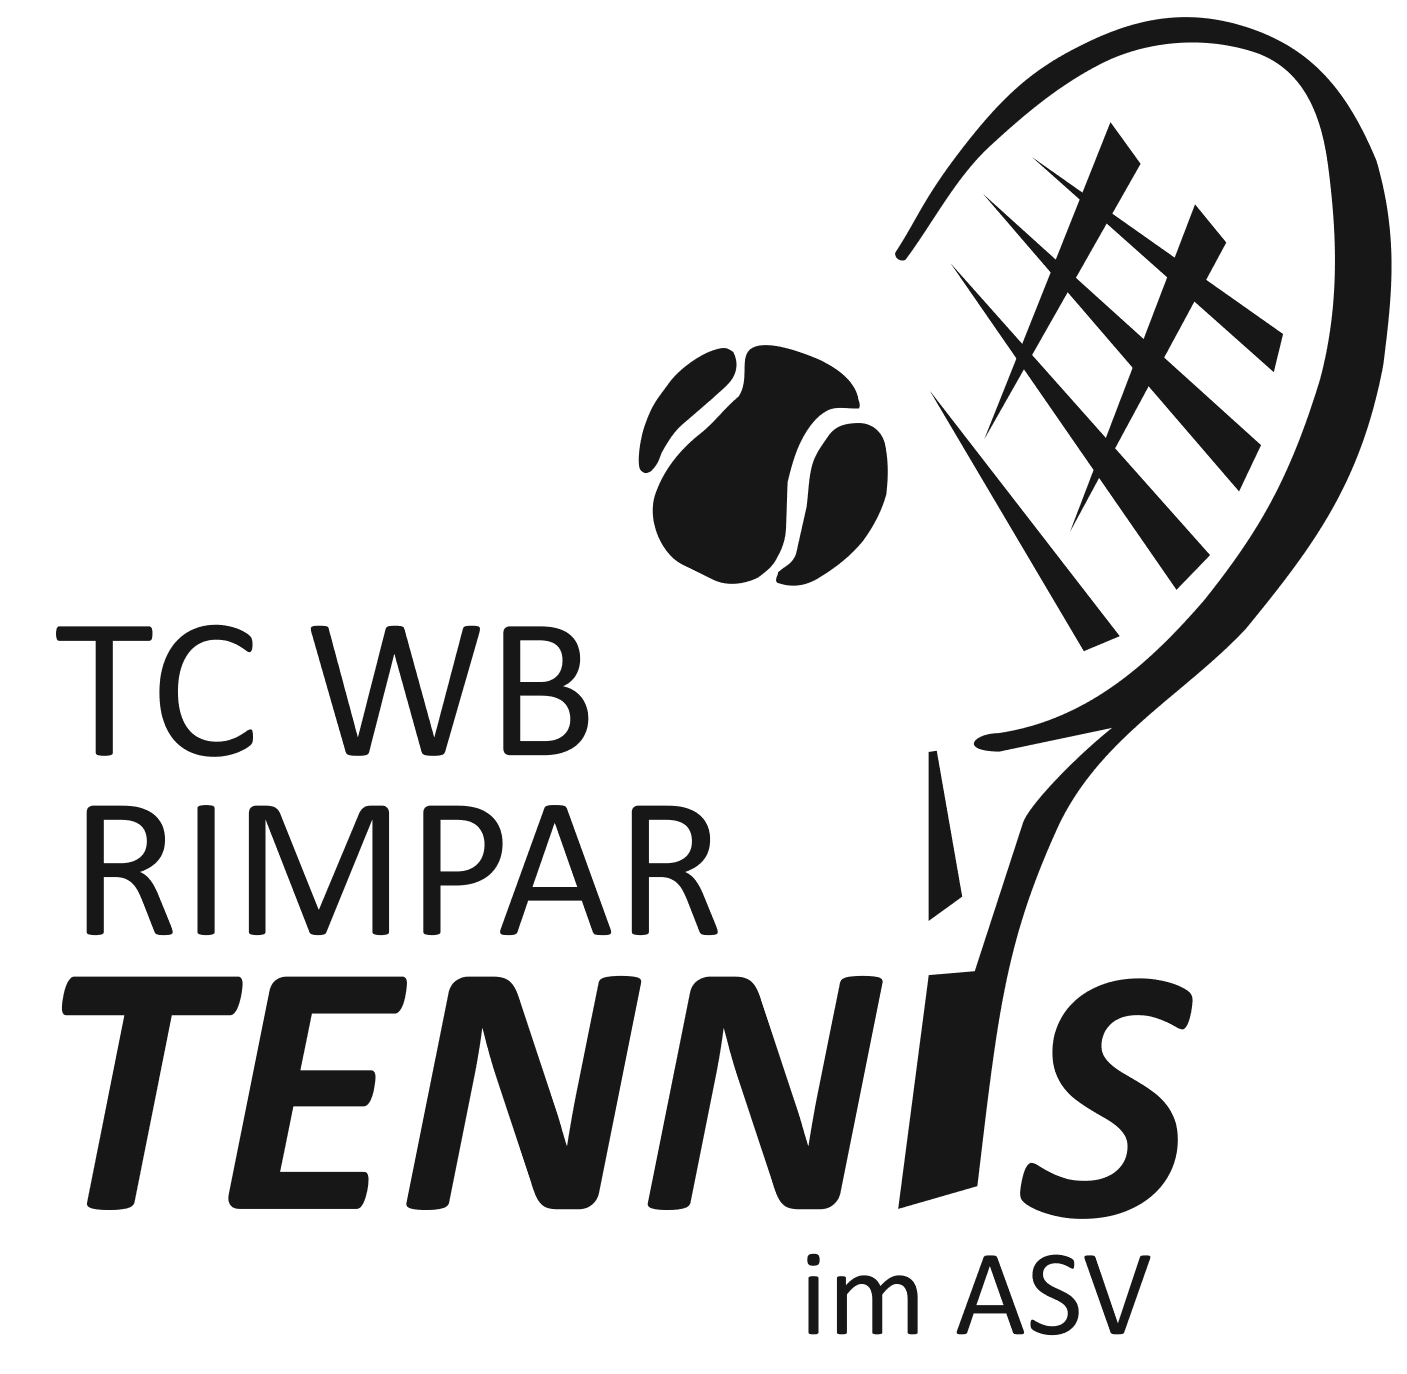 TC WB
RIMPAR
TENNIS
im ASV